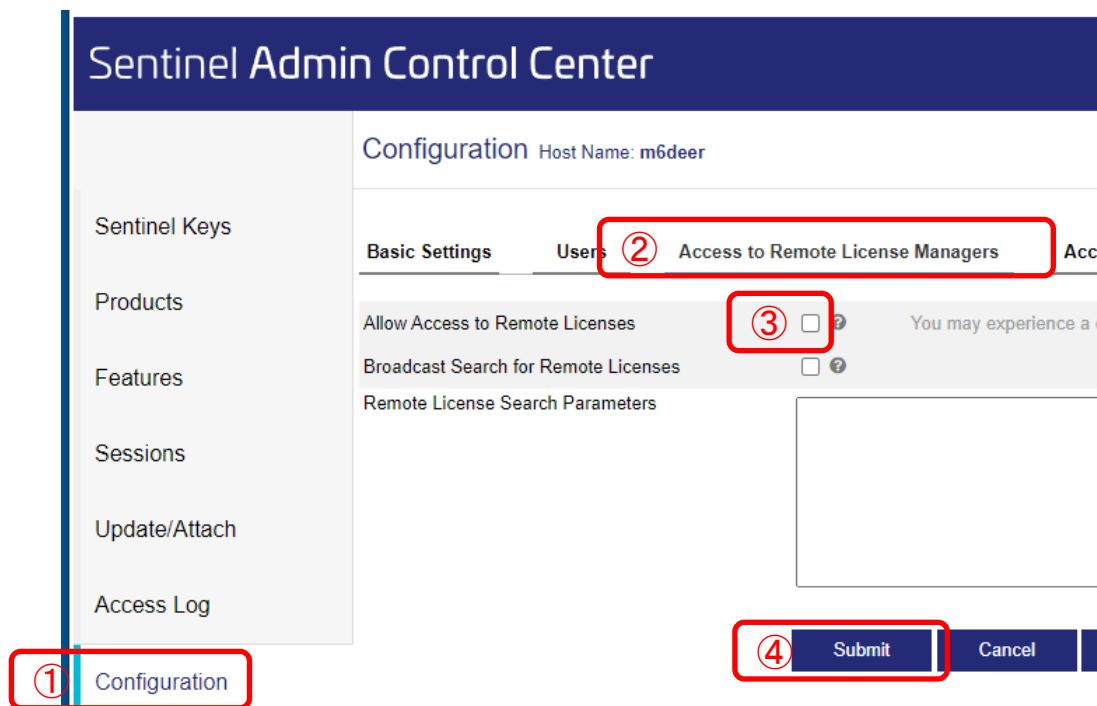 Sentinel Admin Control Center
Configuration Host Name: m6deer
Sentinel Keys
Products
Features
Sessions
Update/Attach
Access Log
① Configuration
Basic Settings Users ② Access to Remote License Managers Acc
Allow Access to Remote Licenses ③ ? You may experience a
Broadcast Search for Remote Licenses ?
Remote License Search Parameters
④ Submit Cancel